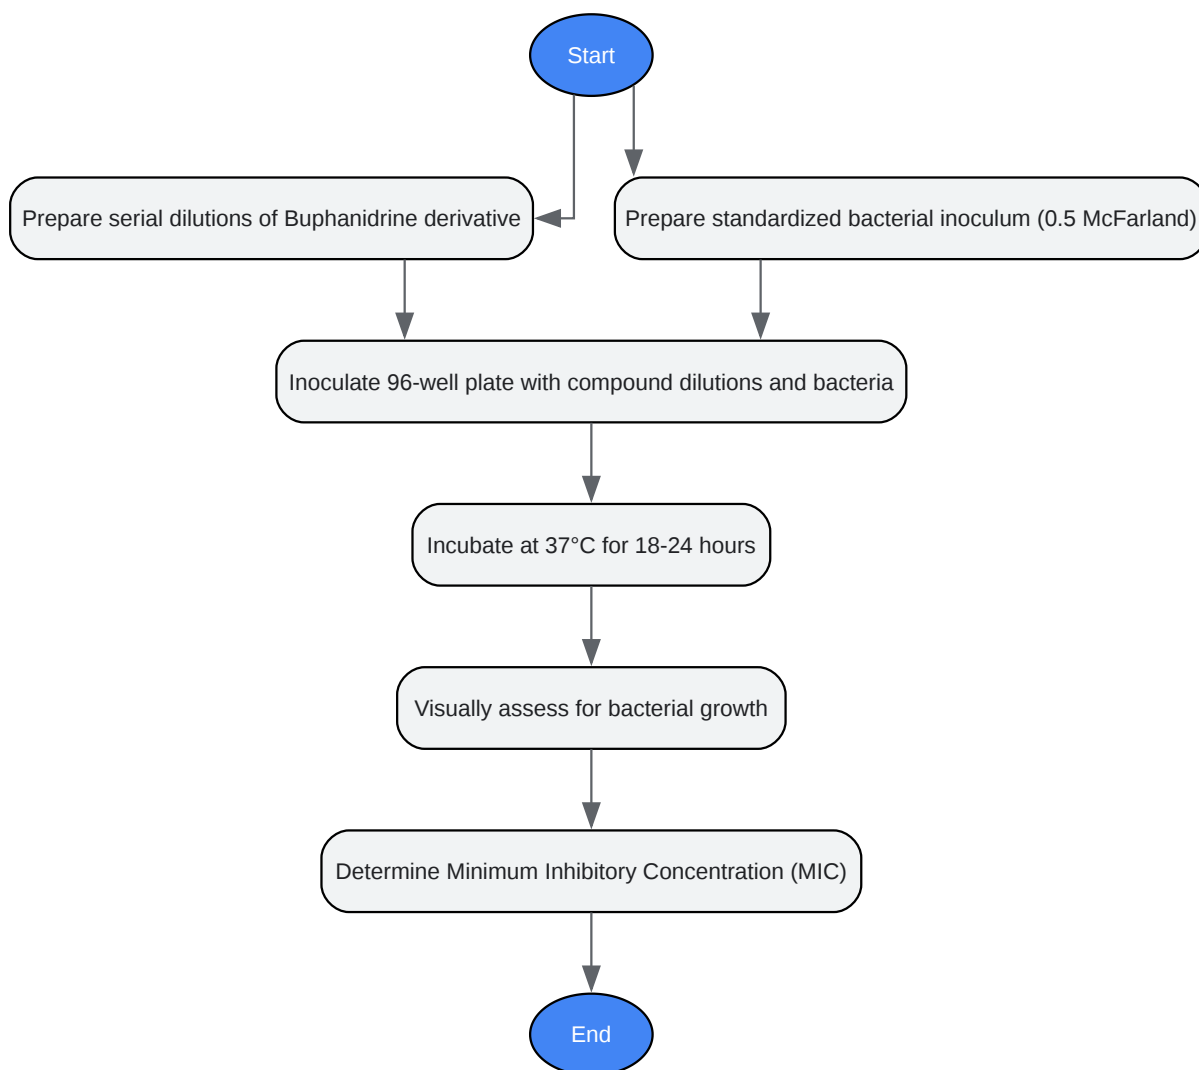 Start
Prepare serial dilutions of Buphanidrine derivative
Prepare standardized bacterial inoculum (0.5 McFarland)
Inoculate 96-well plate with compound dilutions and bacteria
Incubate at 37°C for 18-24 hours
Visually assess for bacterial growth
Determine Minimum Inhibitory Concentration (MIC)
End